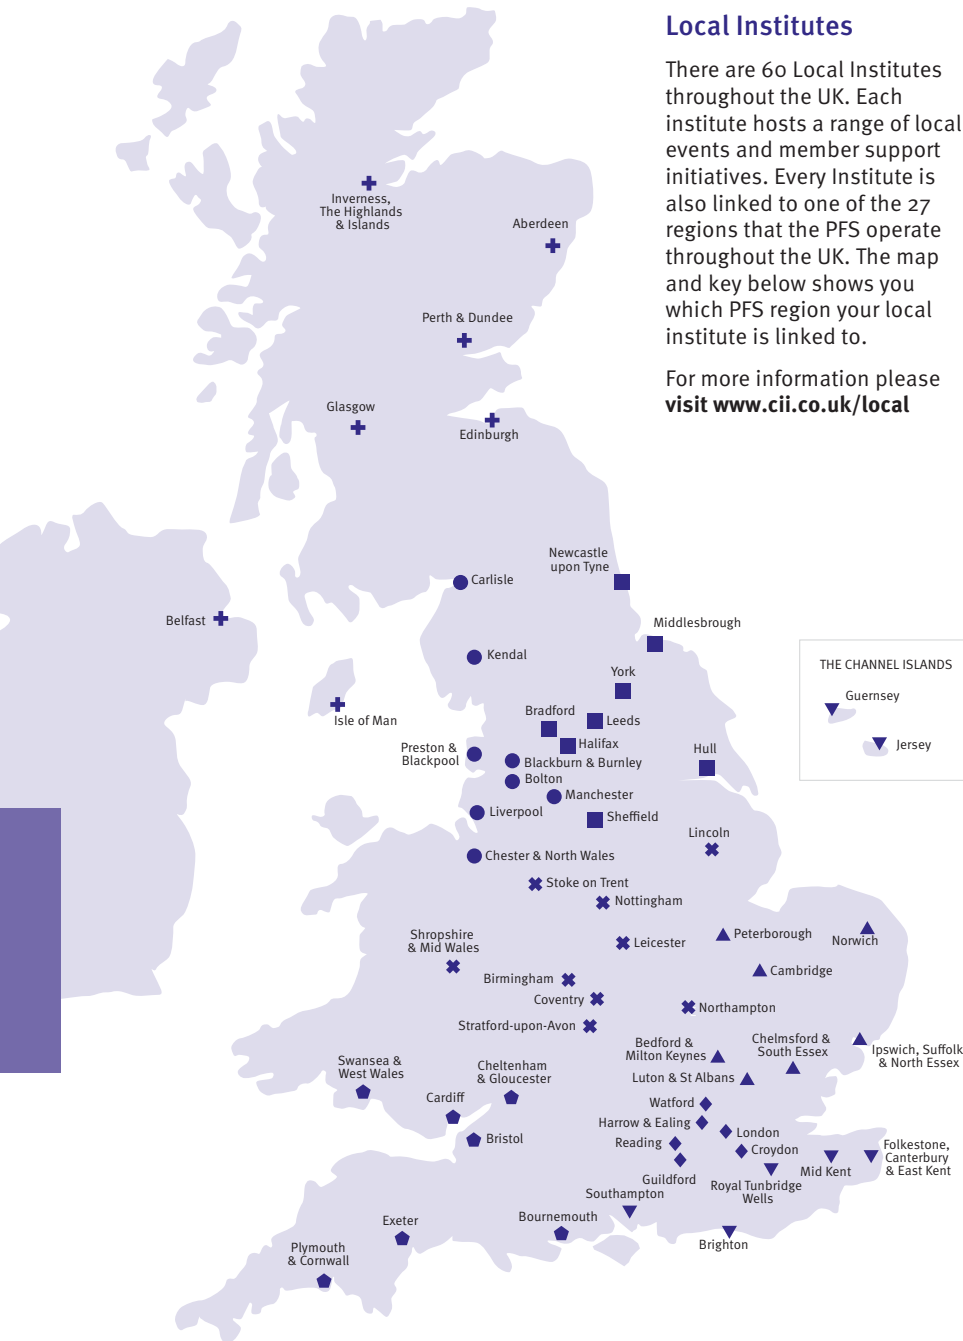 Local Institutes
There are 60 Local Institutes
throughout the UK. Each
institute hosts a range of local
events and member support
initiatives. Every Institute is
also linked to one of the 27
regions that the PFS operate
throughout the UK. The map
and key below shows you
which PFS region your local
institute is linked to.
For more information please
visit www.cii.co.uk/local
Inverness,
The Highlands
& Islands
Aberdeen
Perth & Dundee
Glasgow
Edinburgh
Newcastle
upon Tyne
Carlisle
Belfast
Middlesbrough
Kendal
York
Isle of Man
Bradford
Leeds
Halifax
Preston &
Blackpool
Blackburn & Burnley
Hull
Bolton
Manchester
Liverpool
Sheffield
Lincoln
Chester & North Wales
Stoke on Trent
Nottingham
THE CHANNEL ISLANDS
Guernsey
Jersey
Shropshire
& Mid Wales
Leicester
Peterborough
Norwich
Birmingham
Cambridge
Coventry
Northampton
Stratford-upon-Avon
Bedford &
Milton Keynes
Chelmsford &
South Essex
Ipswich, Suffolk
& North Essex
Swansea &
West Wales
Cheltenham
& Gloucester
Luton & St Albans
Cardiff
Watford
Harrow & Ealing
London
Bristol
Reading
Croydon
Folkestone,
Canterbury
& East Kent
Mid Kent
Guildford
Royal Tunbridge
Wells
Southampton
Exeter
Bournemouth
Brighton
Plymouth
& Cornwall